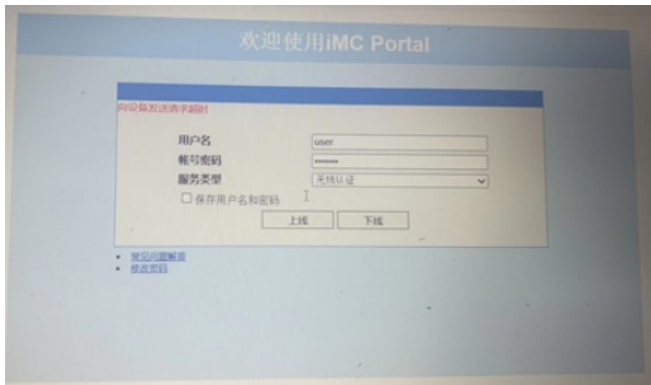 欢迎使用iMC Portal
向设备发送请求超时
用户名 user
帐号密码 •••••••
服务类型 无线认证
保存用户名和密码
上线 下线
常见问题解答
修改密码